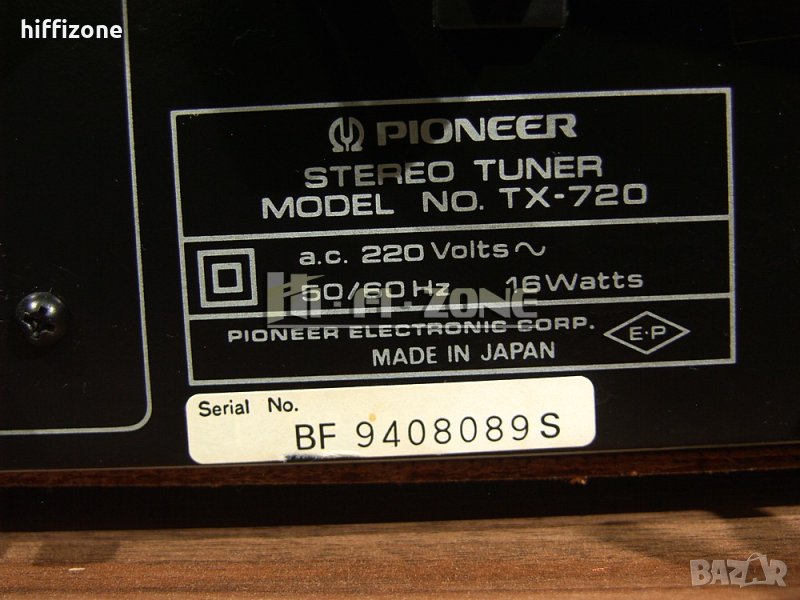 hiffizone
PIONEER
STEREO TUNER
MODEL NO. TX-720
a.c. 220 Volts~
50/60 Hz 16 Watts
Hi-Fi-ZONE
PIONEER ELECTRONIC CORP.
E·P
MADE IN JAPAN
Serial No.
BF 9408089 S
BAZAR